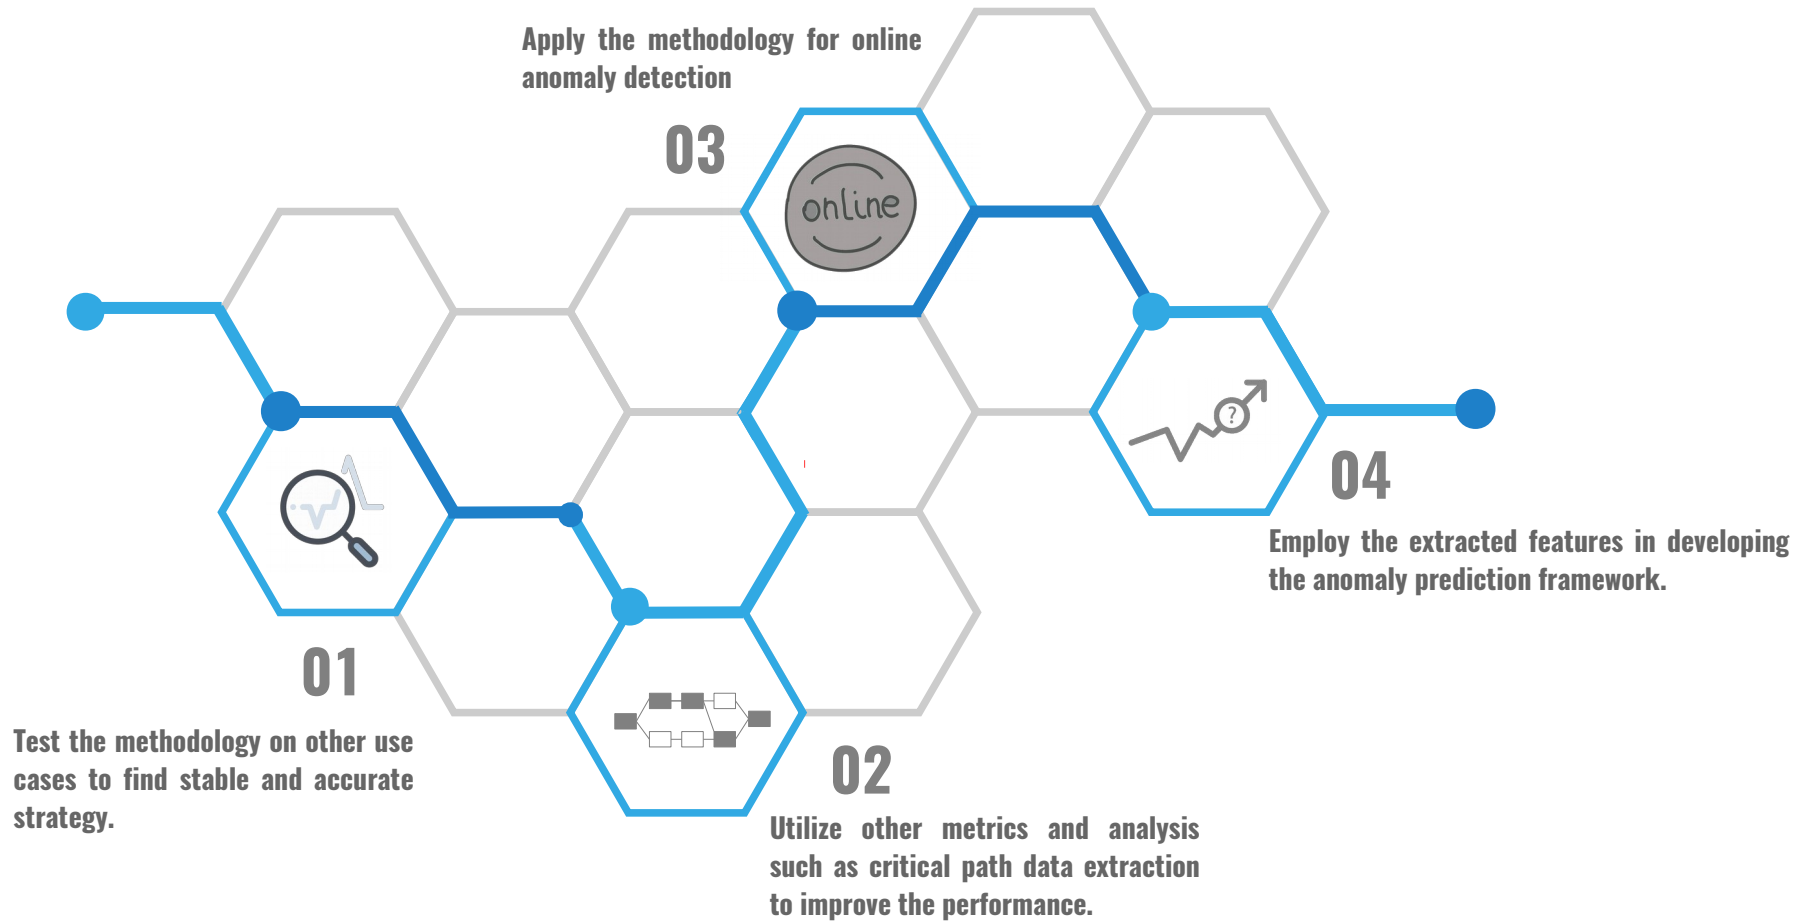 Apply the methodology for online
anomaly detection
03
online
01
Test the methodology on other use
cases to find stable and accurate
strategy.
02
Utilize other metrics and analysis
such as critical path data extraction
to improve the performance.
?
04
Employ the extracted features in developing
the anomaly prediction framework.